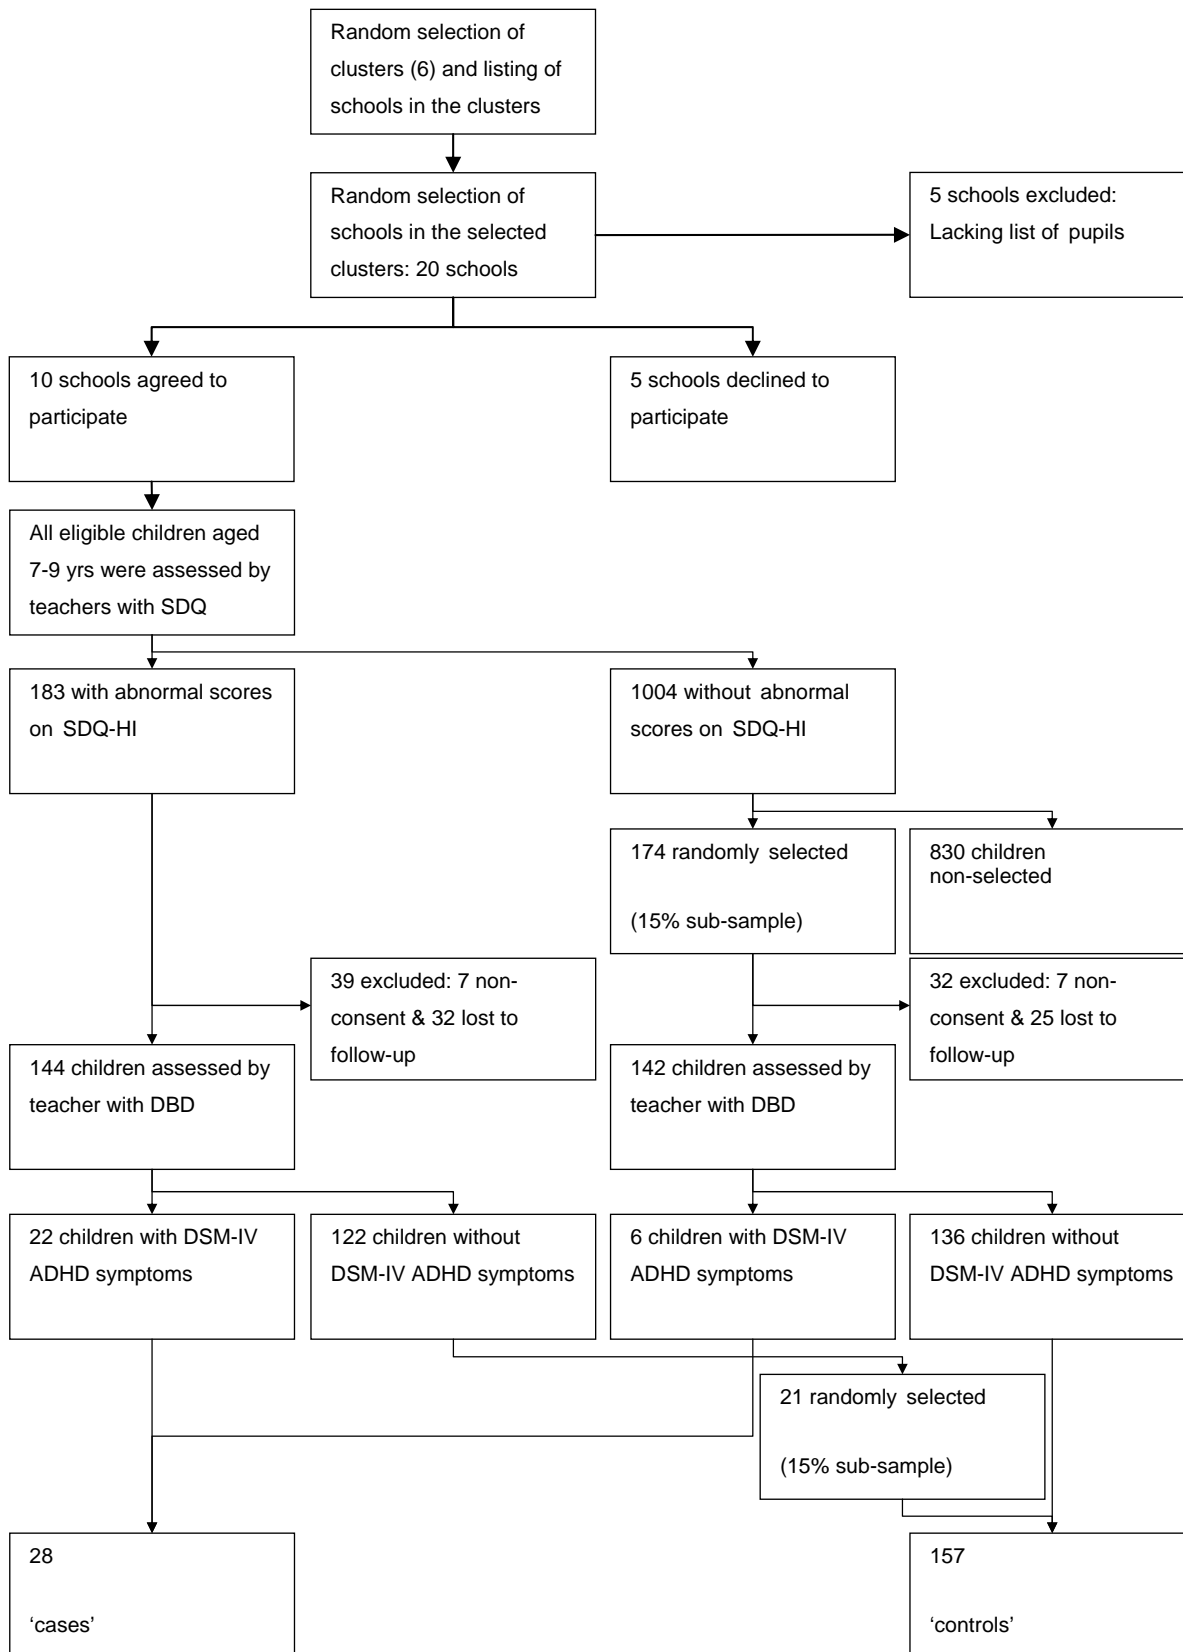 Random selection of
clusters (6) and listing of
schools in the clusters
Random selection of
schools in the selected
clusters: 20 schools
5 schools excluded:
Lacking list of pupils
10 schools agreed to
participate
5 schools declined to
participate
All eligible children aged
7-9 yrs were assessed by
teachers with SDQ
183 with abnormal scores
on SDQ-HI
1004 without abnormal
scores on SDQ-HI
174 randomly selected
(15% sub-sample)
830 children
non-selected
39 excluded: 7 non-
consent & 32 lost to
follow-up
32 excluded: 7 non-
consent & 25 lost to
follow-up
144 children assessed by
teacher with DBD
142 children assessed by
teacher with DBD
22 children with DSM-IV
ADHD symptoms
122 children without
DSM-IV ADHD symptoms
6 children with DSM-IV
ADHD symptoms
136 children without
DSM-IV ADHD symptoms
21 randomly selected
(15% sub-sample)
28
‘cases’
157
‘controls’